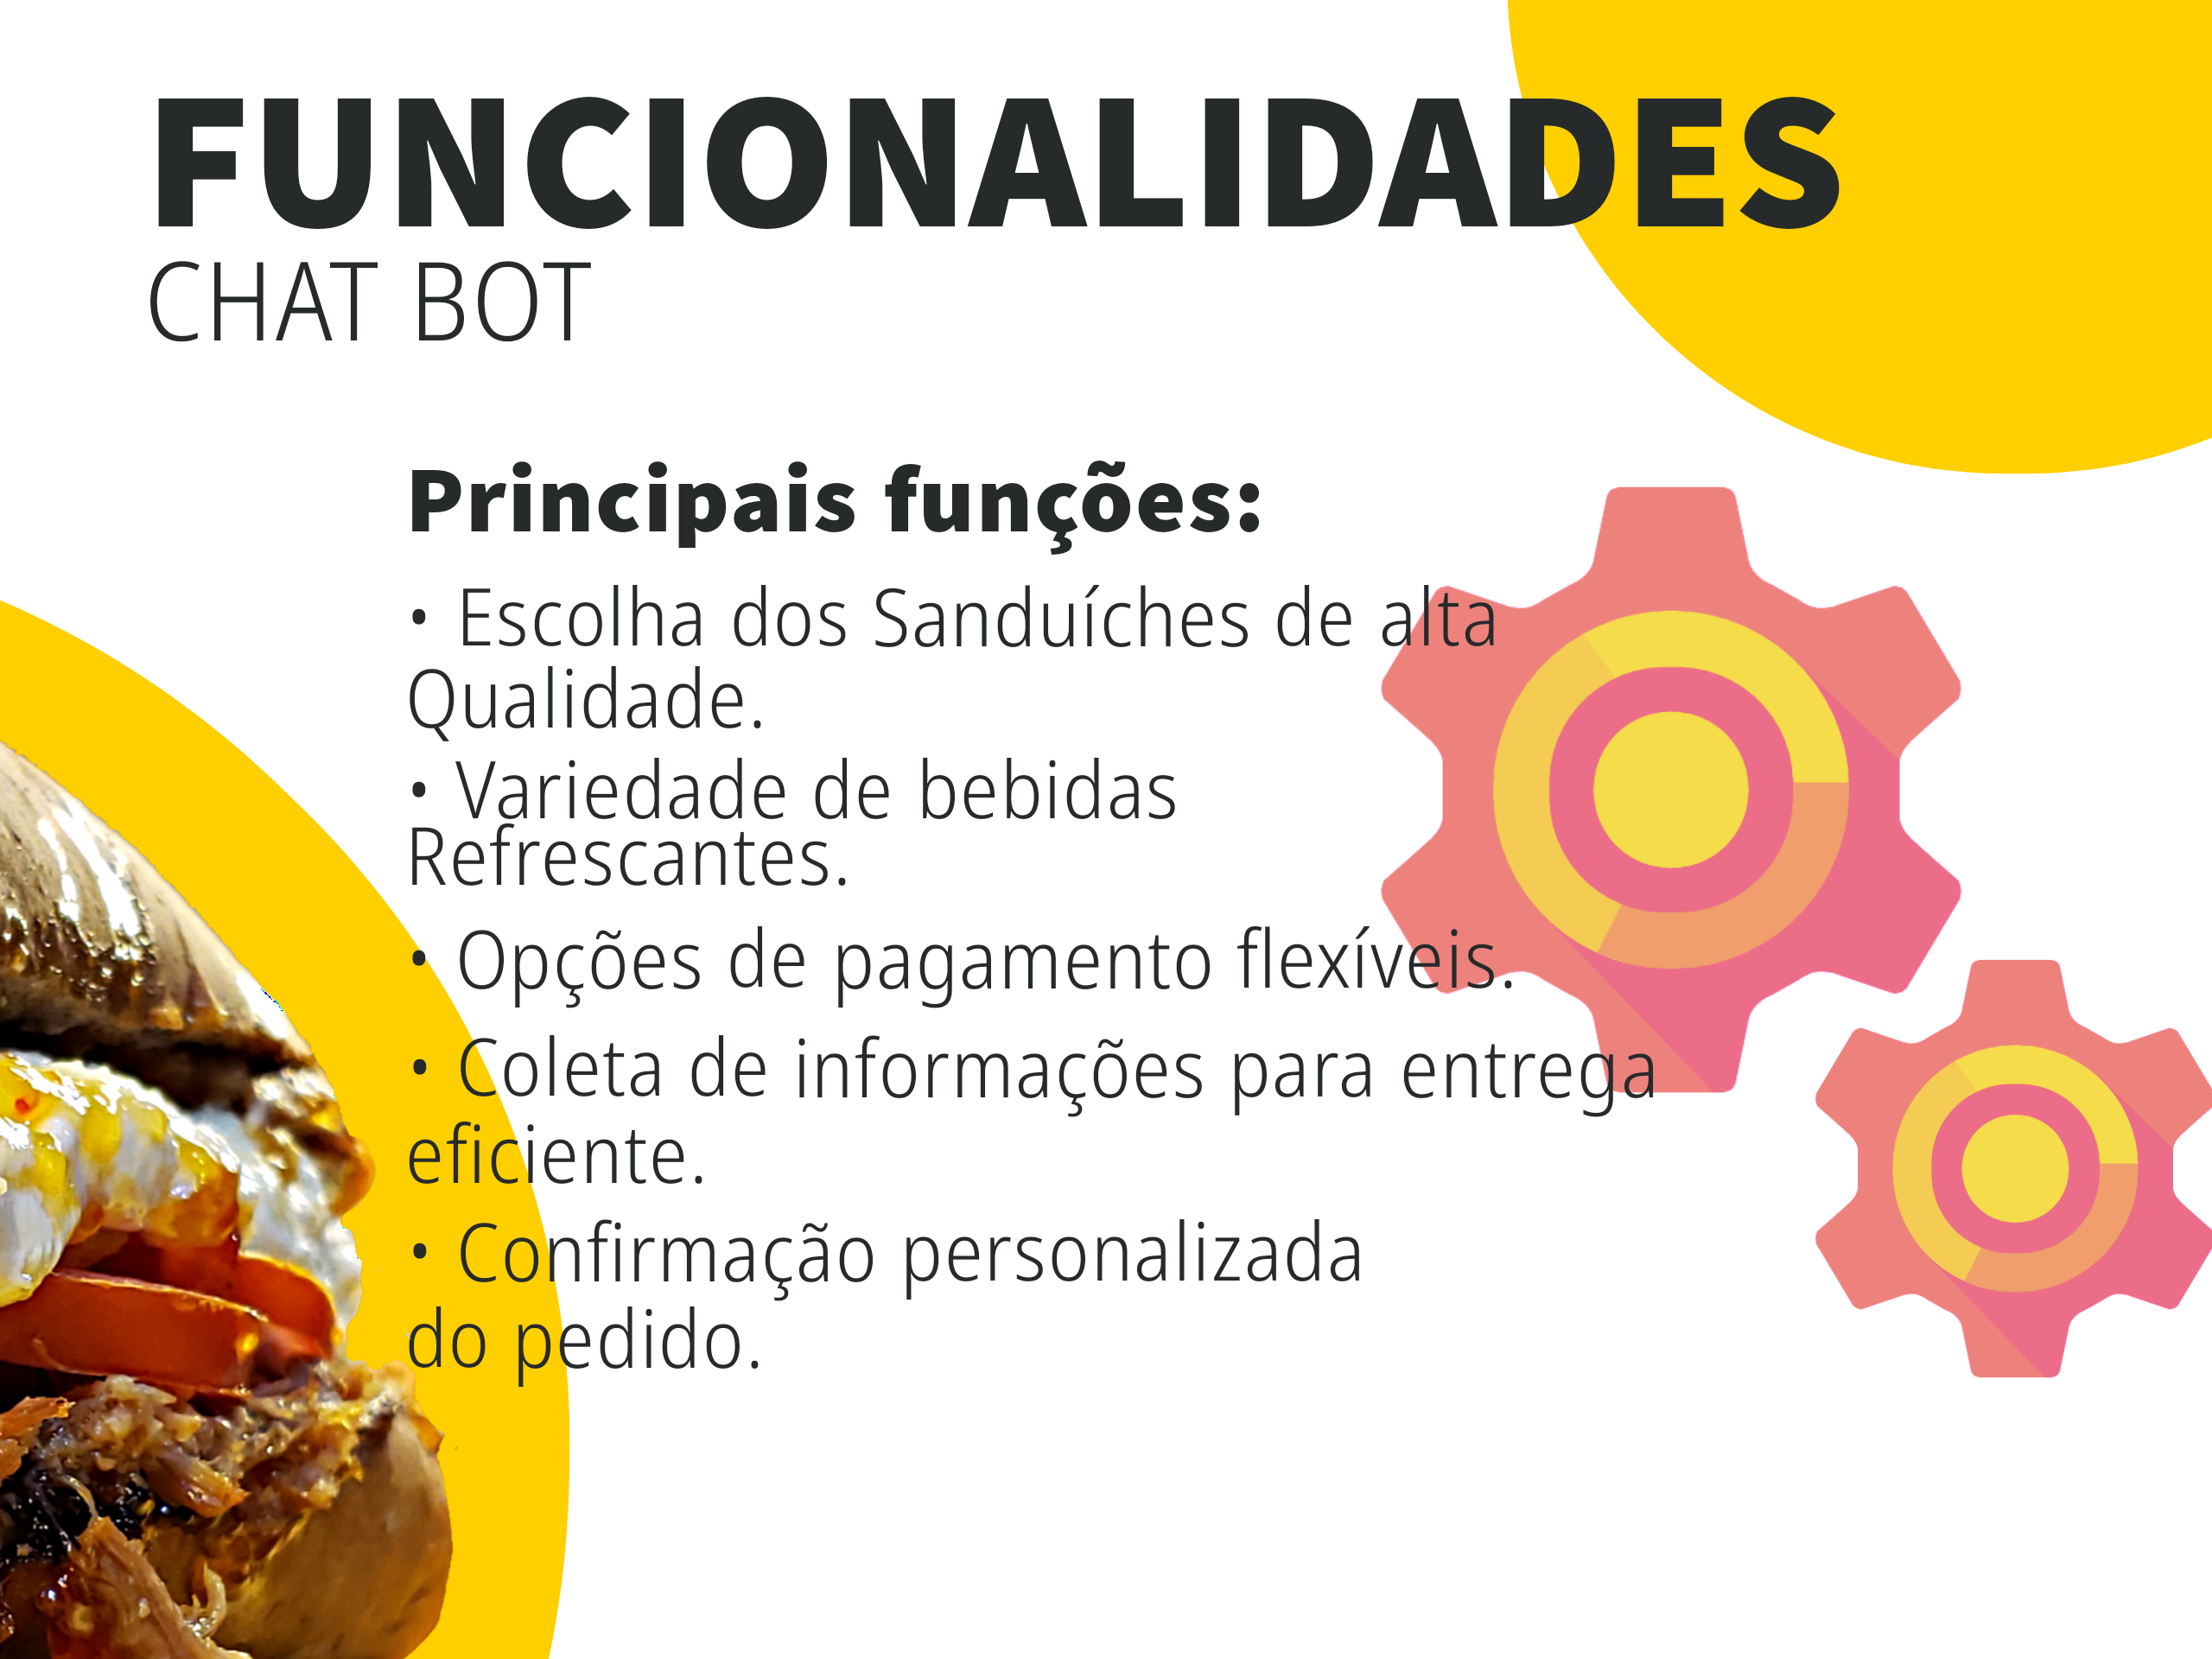 FUNCIONALIDADES
CHAT BOT
Principais funções:
• Escolha dos Sanduíches de alta
Qualidade.
• Variedade de bebidas
Refrescantes.
• Opções de pagamento flexíveis.
• Coleta de informações para entrega
eficiente.
• Confirmação personalizada
do pedido.